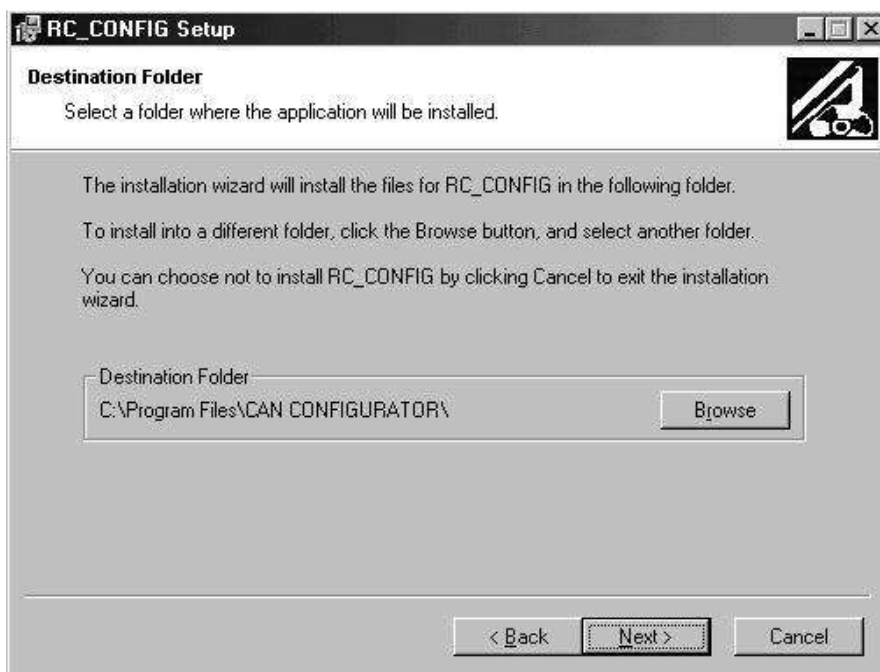 RC_CONFIG Setup
Destination Folder
Select a folder where the application will be installed.
The installation wizard will install the files for RC_CONFIG in the following folder.
To install into a different folder, click the Browse button, and select another folder.
You can choose not to install RC_CONFIG by clicking Cancel to exit the installation
wizard.
Destination Folder
C:\Program Files\CAN CONFIGURATOR\
Browse
< Back
Next >
Cancel